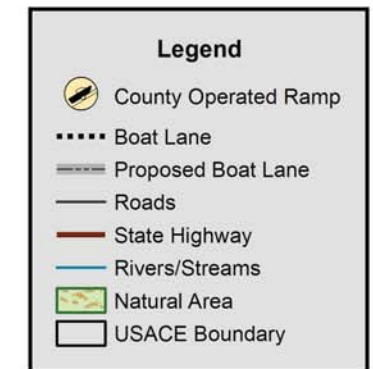 Legend
County Operated Ramp
Boat Lane
Proposed Boat Lane
Roads
State Highway
Rivers/Streams
Natural Area
USACE Boundary